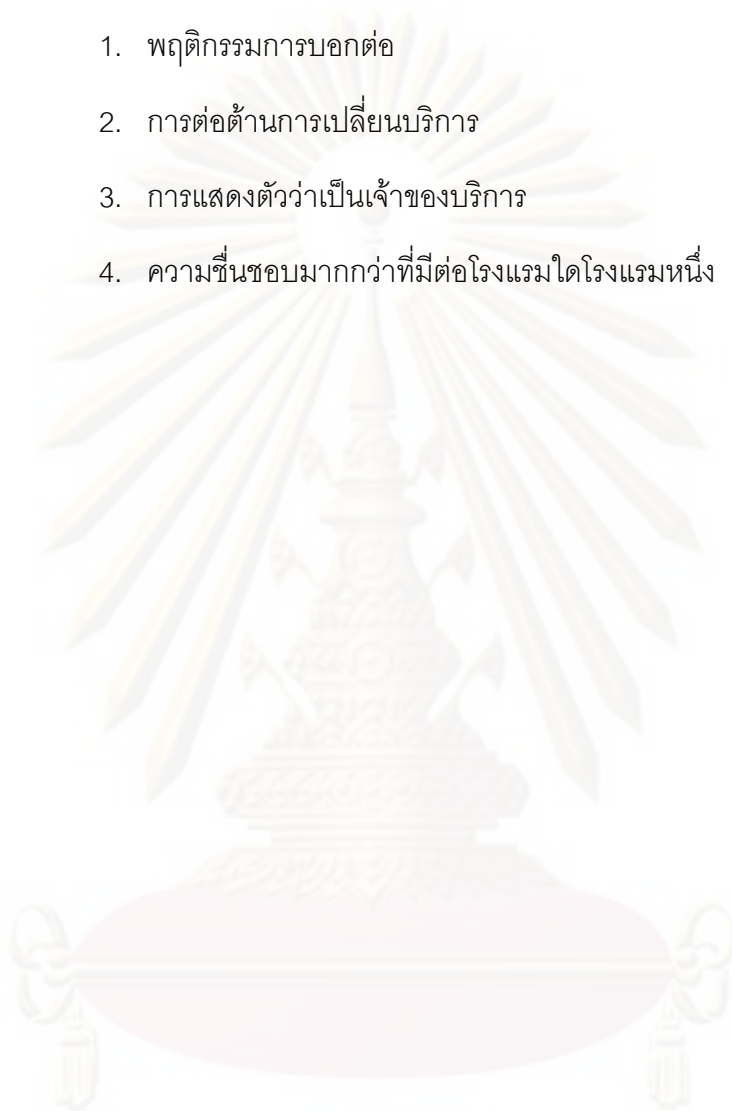 1. พฤติกรรมการบอกต่อ
2. การต่อต้านการเปลี่ยนบริการ
3. การแสดงตัวว่าเป็นเจ้าของบริการ
4. ความชื่นชอบมากกว่าที่มีต่อโรงแรมใดโรงแรมหนึ่ง